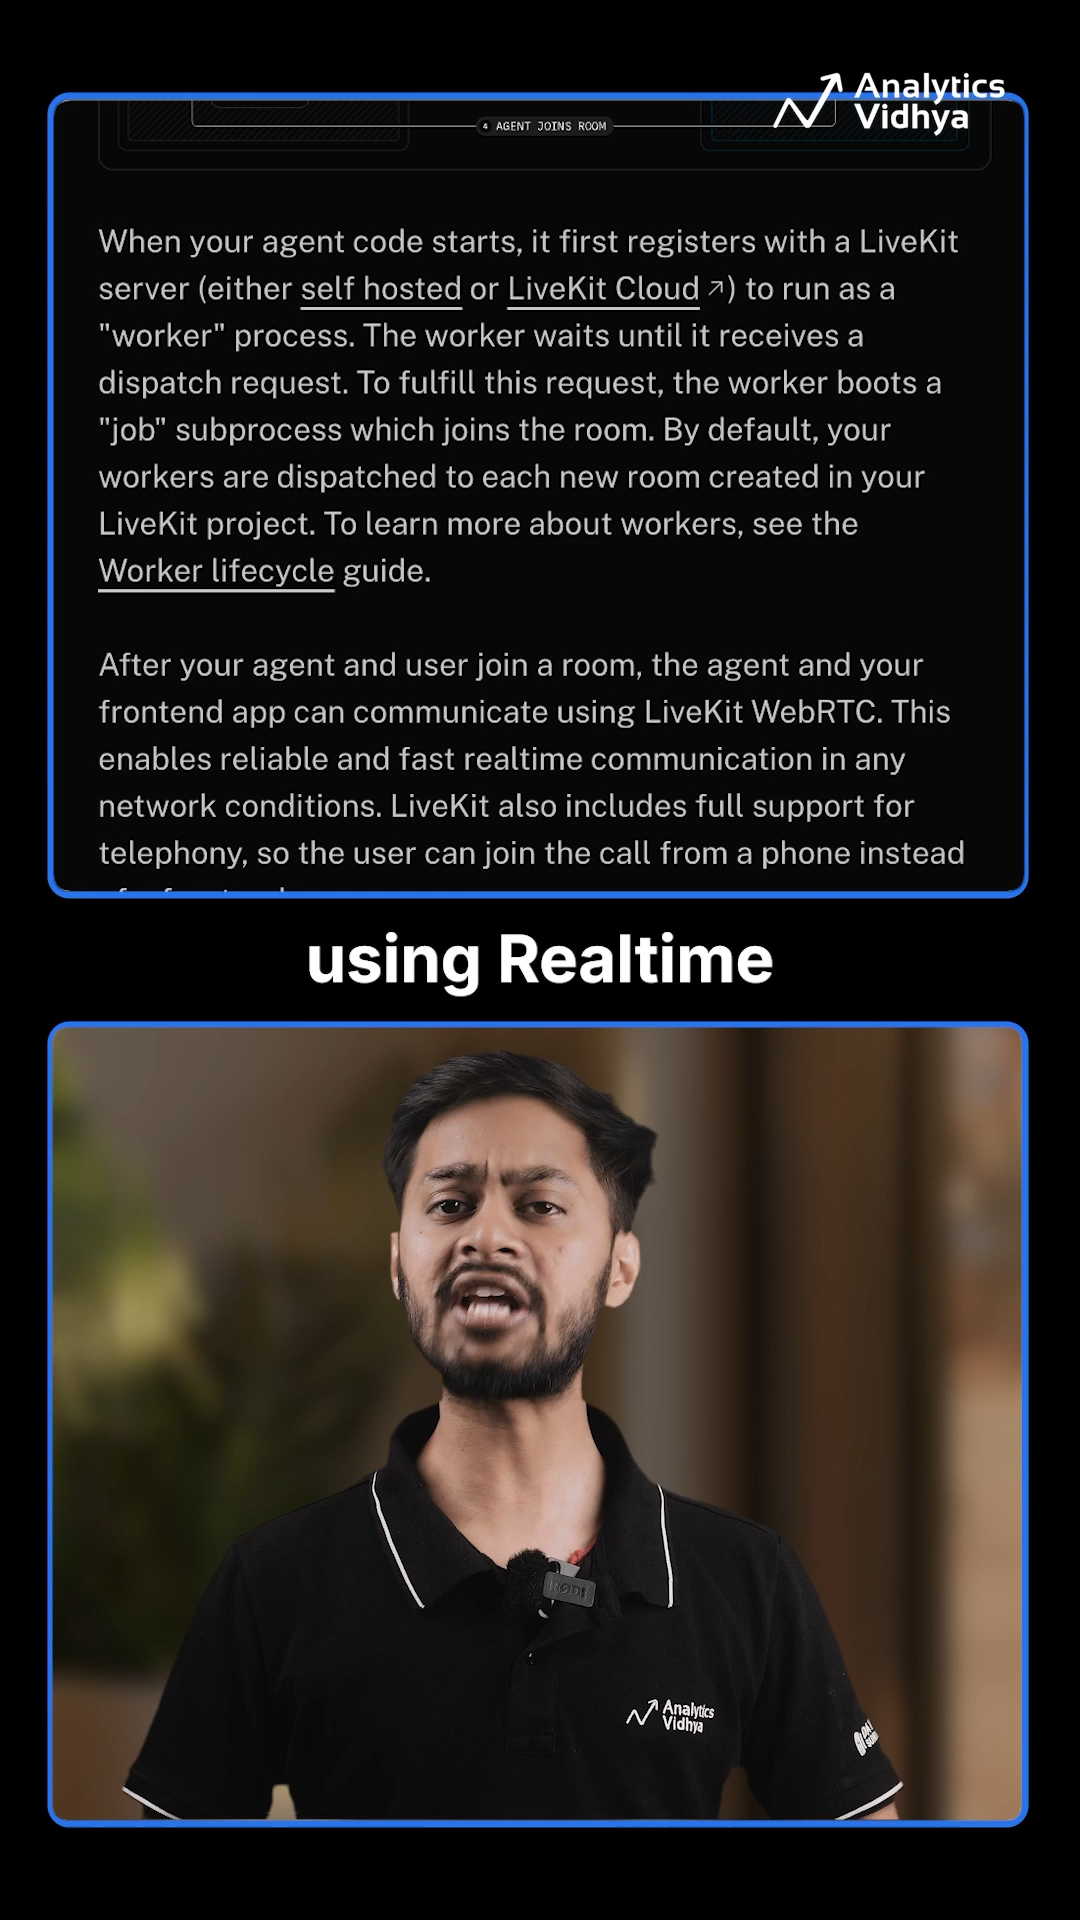 Analytics
Vidhya
4 AGENT JOINS ROOM
When your agent code starts, it first registers with a LiveKit
server (either self hosted or LiveKit Cloud ↗) to run as a
"worker" process. The worker waits until it receives a
dispatch request. To fulfill this request, the worker boots a
"job" subprocess which joins the room. By default, your
workers are dispatched to each new room created in your
LiveKit project. To learn more about workers, see the
Worker lifecycle guide.
After your agent and user join a room, the agent and your
frontend app can communicate using LiveKit WebRTC. This
enables reliable and fast realtime communication in any
network conditions. LiveKit also includes full support for
telephony, so the user can join the call from a phone instead
using Realtime
RØDE
Analytics
Vidhya